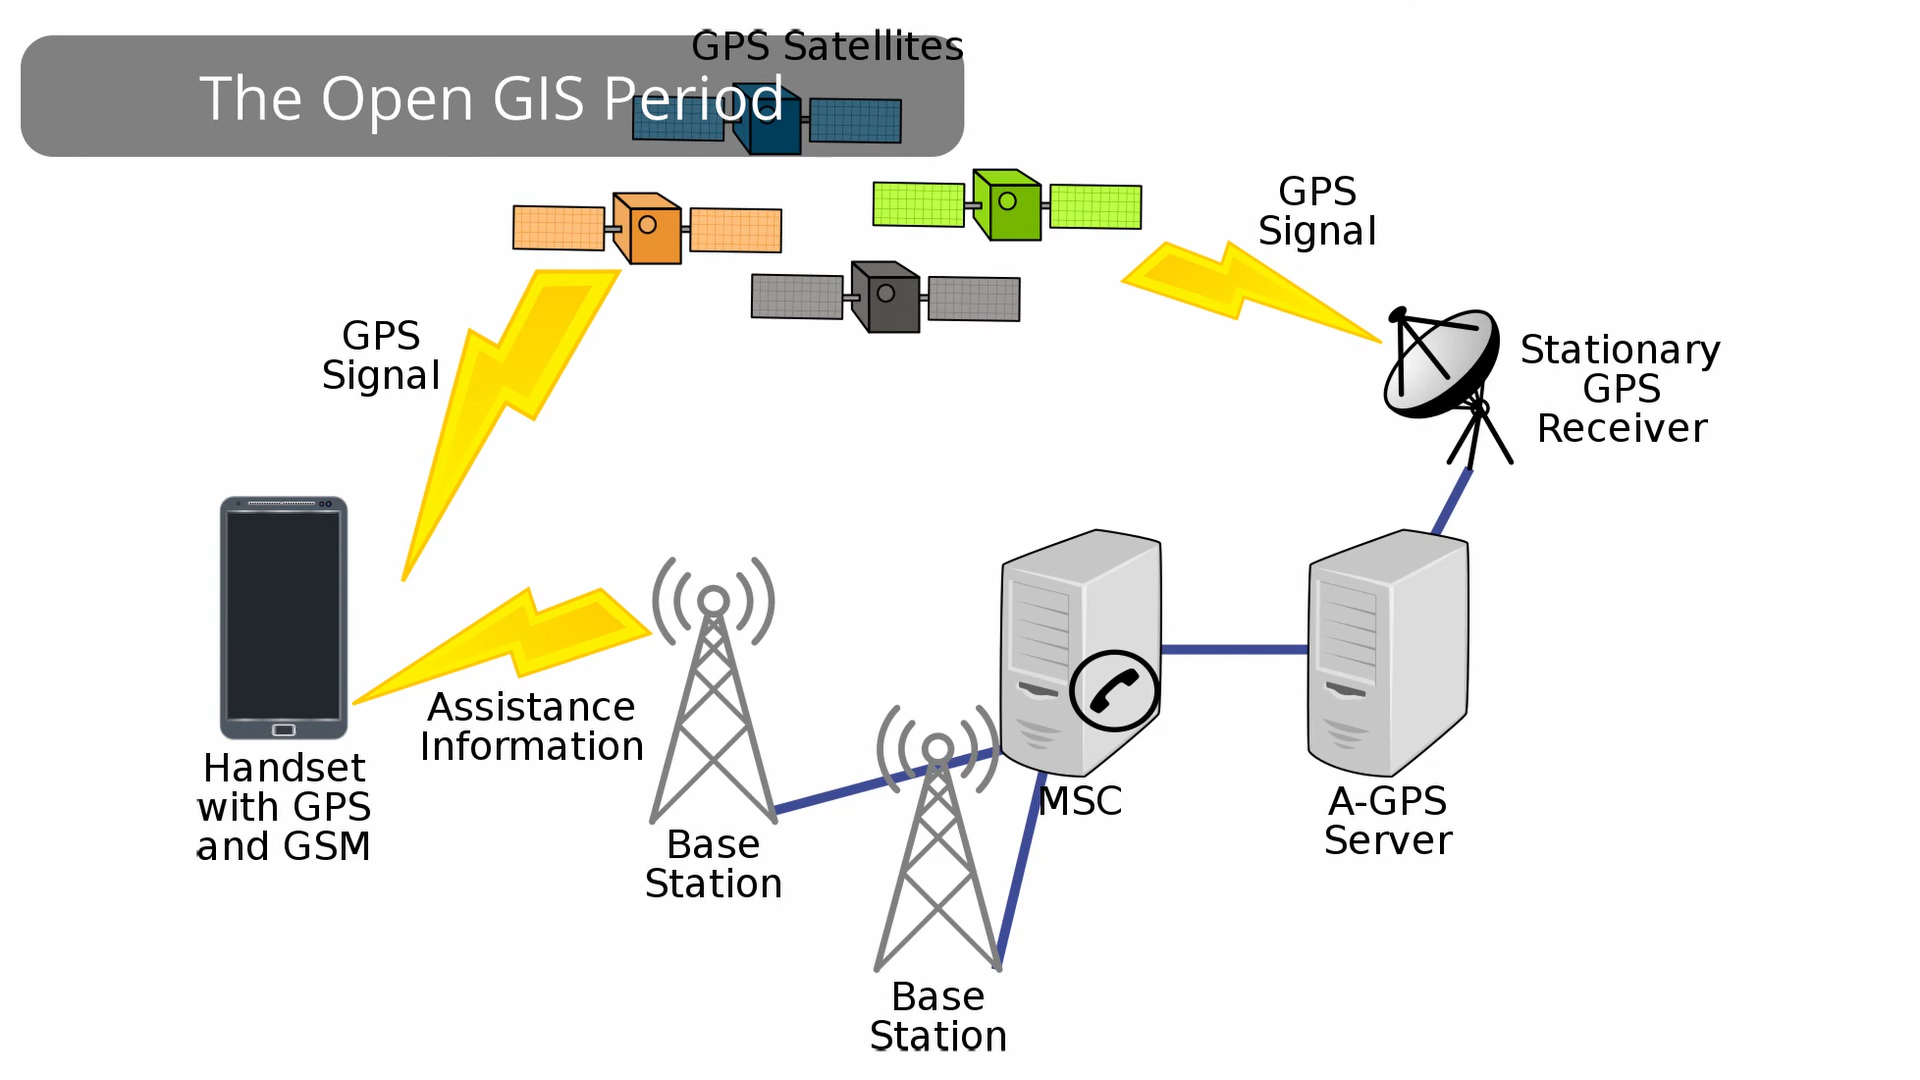 GPS Satellites
The Open GIS Period
GPS
Signal
GPS
Signal
Stationary
GPS
Receiver
Assistance
Information
Handset
with GPS
and GSM
MSC
A-GPS
Server
Base
Station
Base
Station